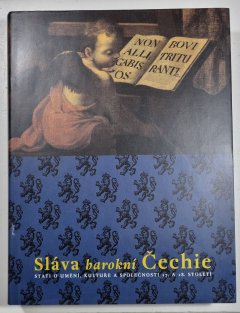 NON
ALLI
GABIS
OS
BOVI
TRITU
RANTI.
Sláva barokní Čechie
STATI O UMĚNÍ, KULTUŘE A SPOLEČNOSTI 17. A 18. STOLETÍ